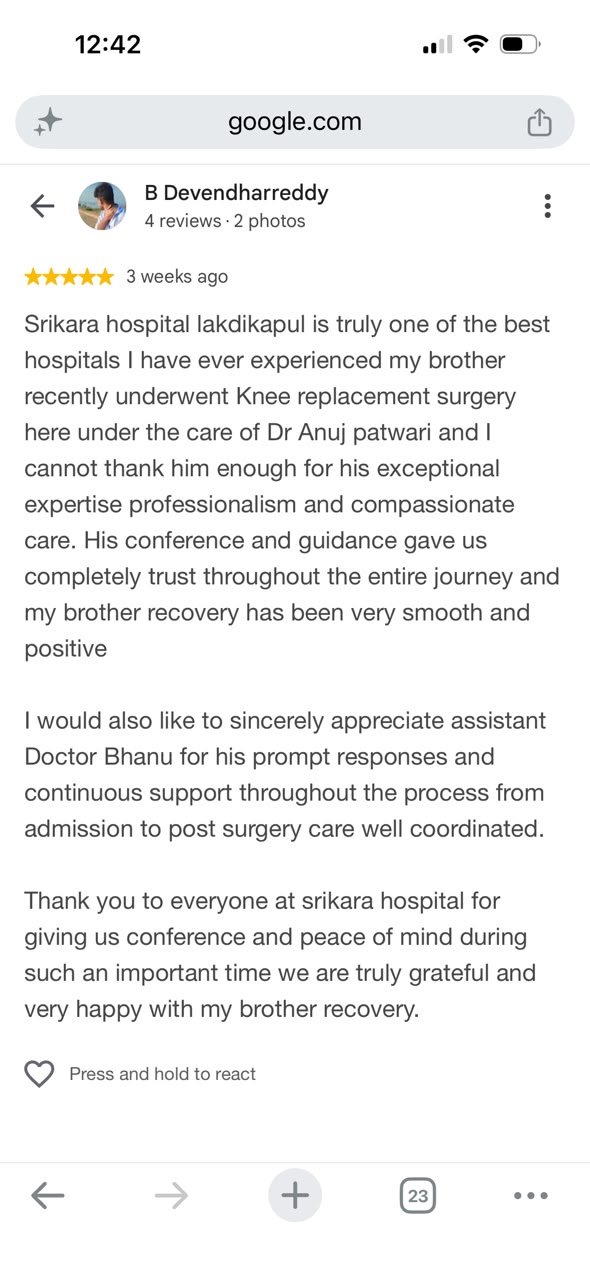 12:42
google.com
B Devendharreddy
4 reviews · 2 photos
★★★★★ 3 weeks ago
Srikara hospital lakdikapul is truly one of the best
hospitals I have ever experienced my brother
recently underwent Knee replacement surgery
here under the care of Dr Anuj patwari and I
cannot thank him enough for his exceptional
expertise professionalism and compassionate
care. His conference and guidance gave us
completely trust throughout the entire journey and
my brother recovery has been very smooth and
positive
I would also like to sincerely appreciate assistant
Doctor Bhanu for his prompt responses and
continuous support throughout the process from
admission to post surgery care well coordinated.
Thank you to everyone at srikara hospital for
giving us conference and peace of mind during
such an important time we are truly grateful and
very happy with my brother recovery.
Press and hold to react
23